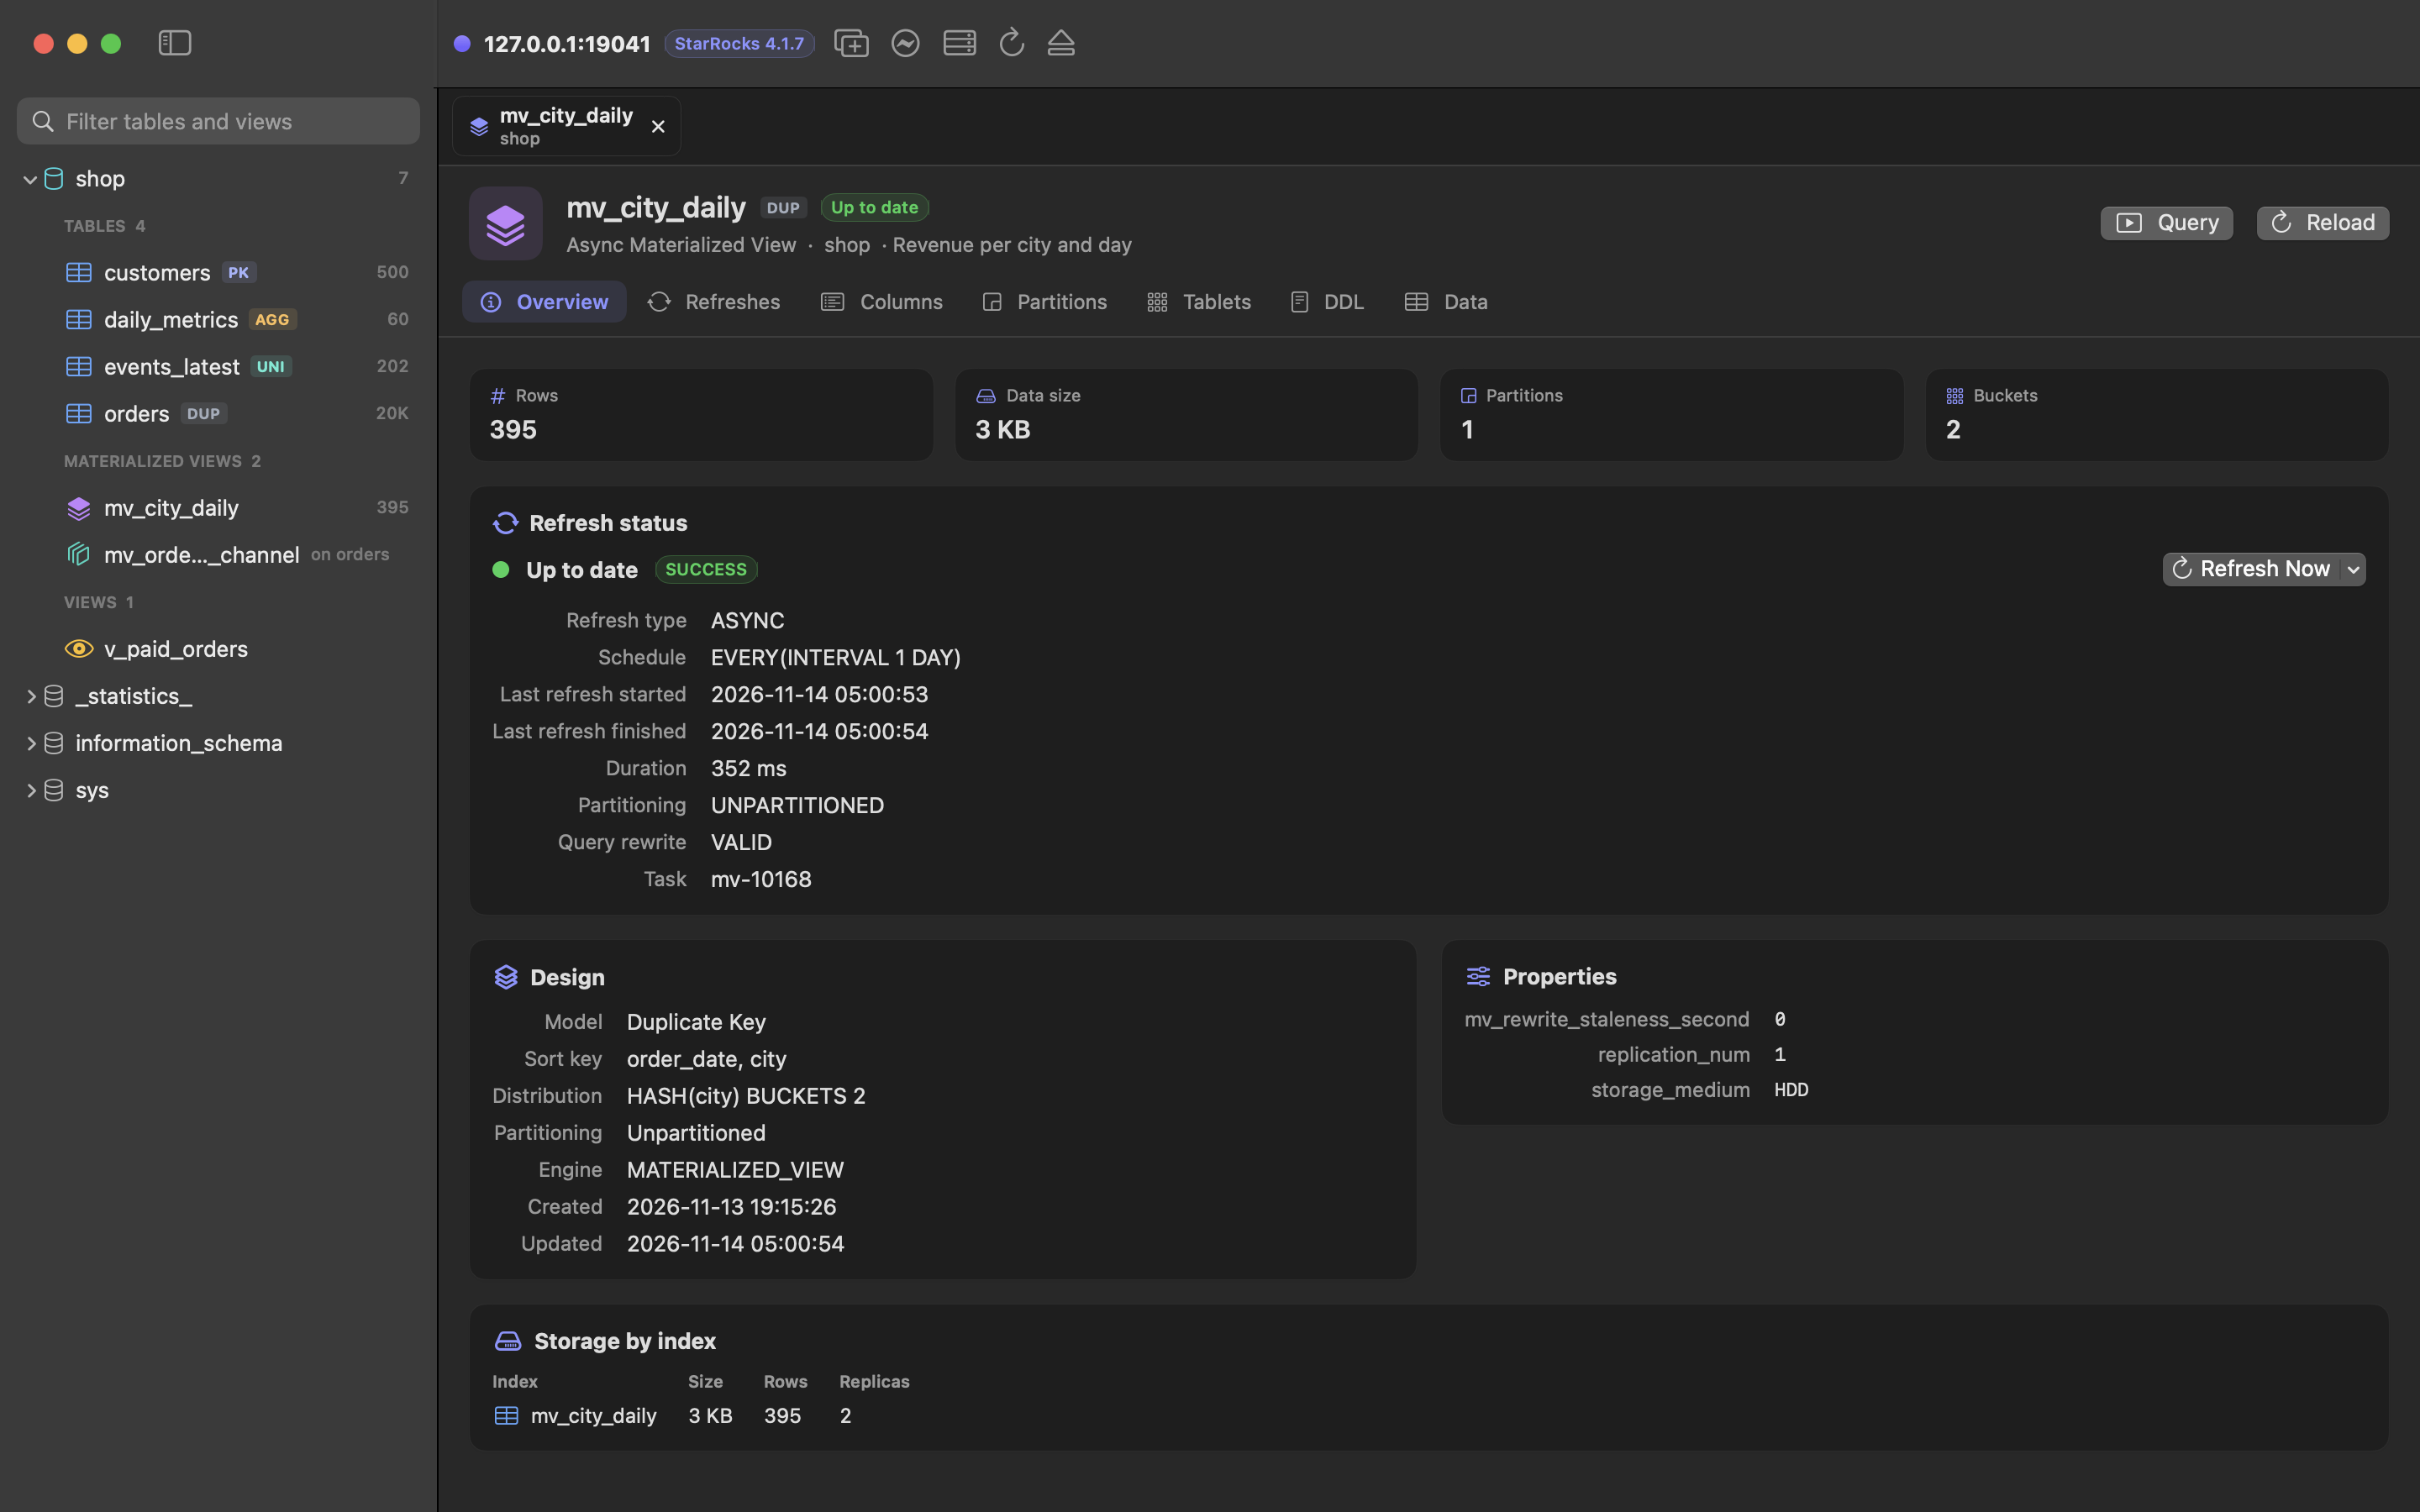 127.0.0.1:19041 StarRocks 4.1.7
Filter tables and views
shop 7
TABLES 4
customers PK 500
daily_metrics AGG 60
events_latest UNI 202
orders DUP 20K
MATERIALIZED VIEWS 2
mv_city_daily 395
mv_orde..._channel on orders
VIEWS 1
v_paid_orders
_statistics_
information_schema
sys
mv_city_daily
shop
mv_city_daily DUP Up to date
Async Materialized View · shop · Revenue per city and day
Query Reload
Overview Refreshes Columns Partitions Tablets DDL Data
Rows
395
Data size
3 KB
Partitions
1
Buckets
2
Refresh status
Up to date SUCCESS
Refresh Now
Refresh type ASYNC
Schedule EVERY(INTERVAL 1 DAY)
Last refresh started 2026-11-14 05:00:53
Last refresh finished 2026-11-14 05:00:54
Duration 352 ms
Partitioning UNPARTITIONED
Query rewrite VALID
Task mv-10168
Design
Model Duplicate Key
Sort key order_date, city
Distribution HASH(city) BUCKETS 2
Partitioning Unpartitioned
Engine MATERIALIZED_VIEW
Created 2026-11-13 19:15:26
Updated 2026-11-14 05:00:54
Properties
mv_rewrite_staleness_second 0
replication_num 1
storage_medium HDD
Storage by index
Index Size Rows Replicas
mv_city_daily 3 KB 395 2